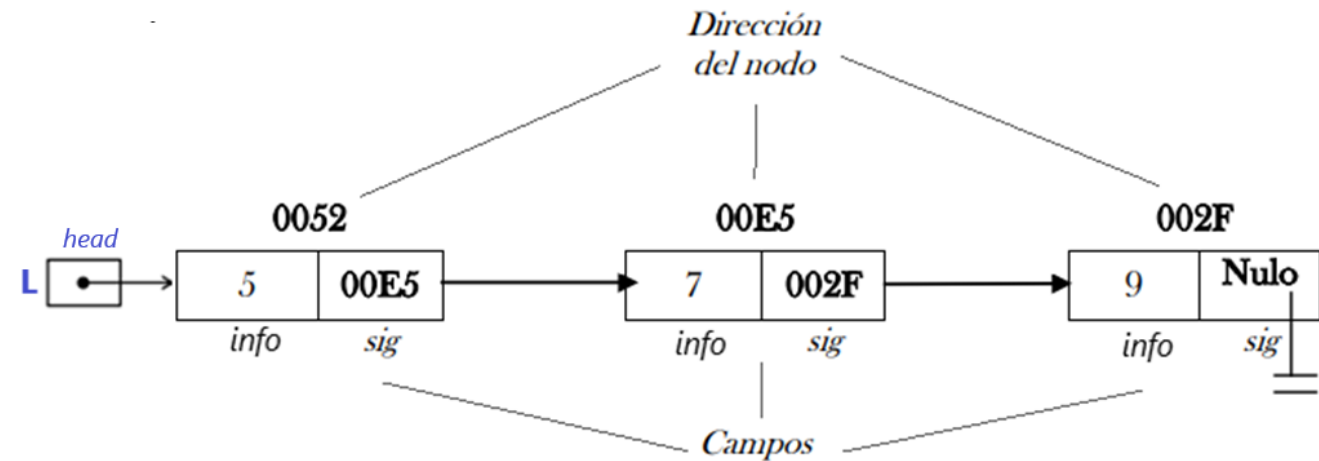 Dirección
del nodo
0052 00E5 002F
head
L 5 00E5 7 002F 9 Nulo
info sig info sig info sig
Campos